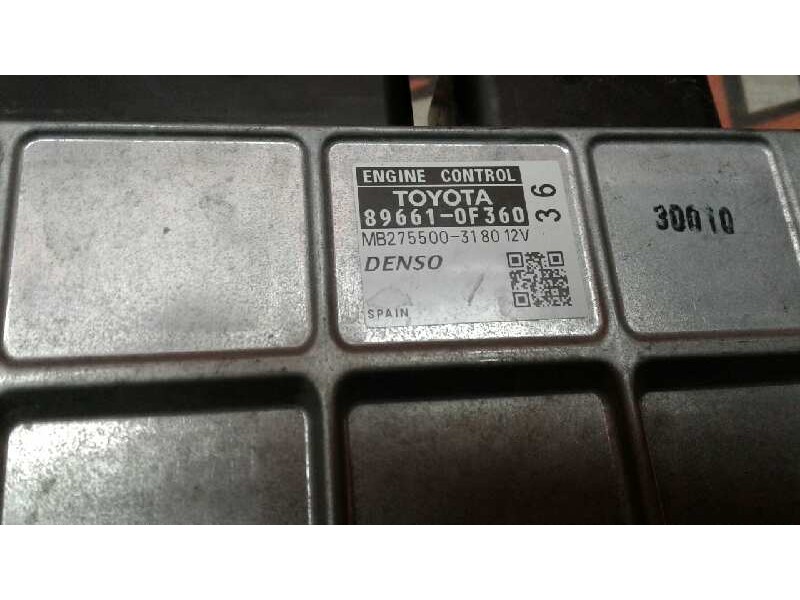 ENGINE CONTROL
TOYOTA
89661-0F360
36
MB275500-3180 12V
DENSO
SPAIN
30010